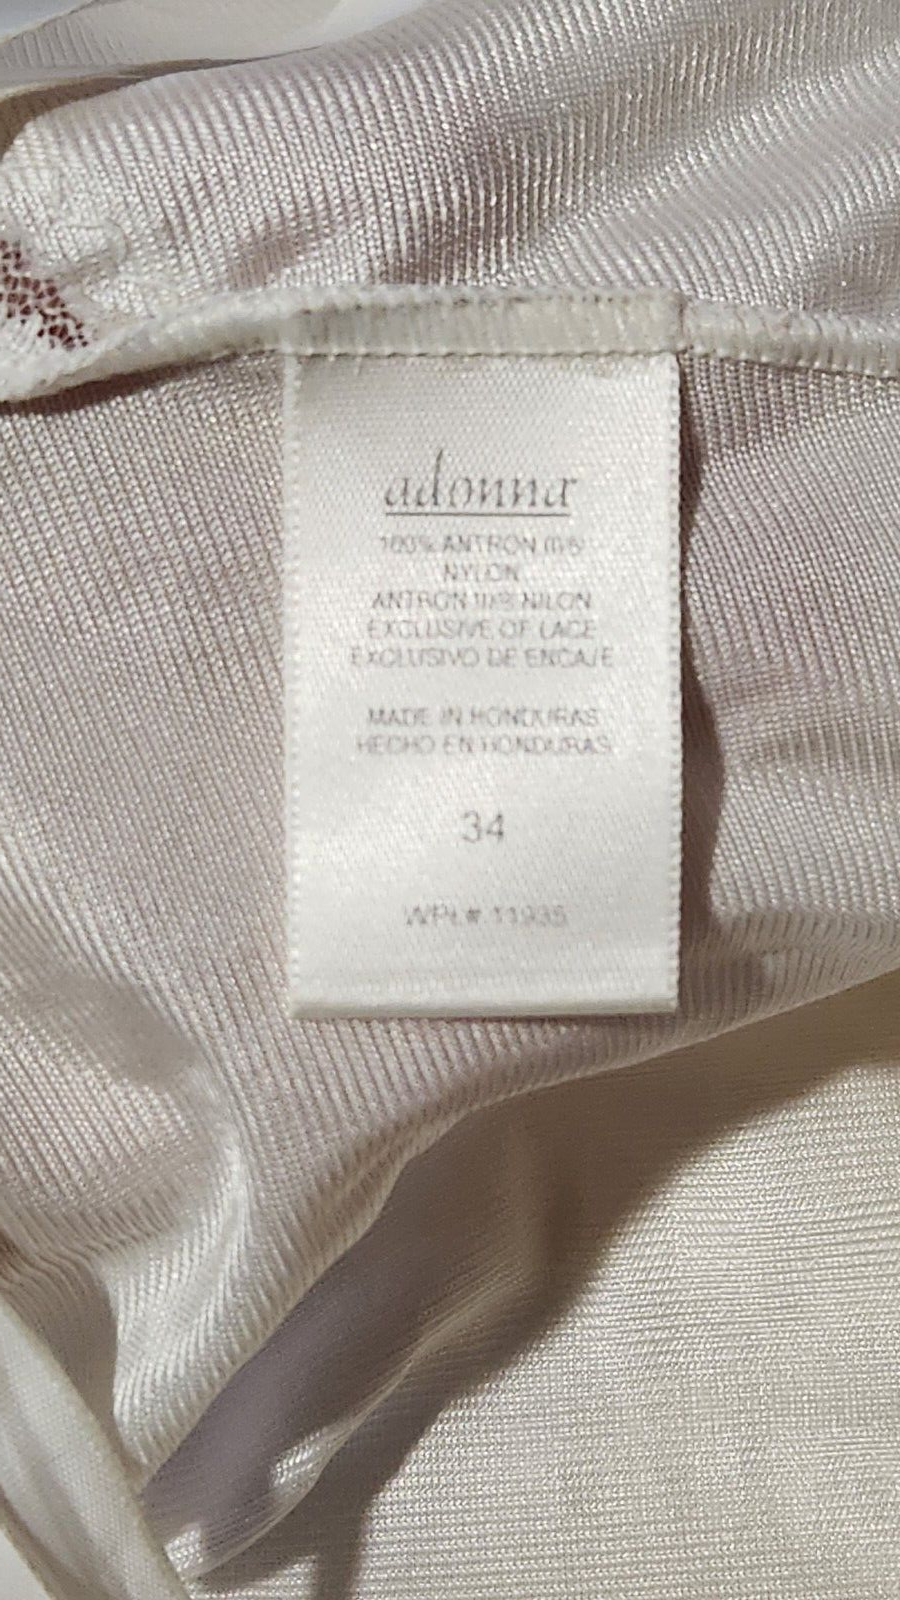 adonna
100% ANTRON III®
NYLON
ANTRON III® NILON
EXCLUSIVE OF LACE
EXCLUSIVO DE ENCAJE
MADE IN HONDURAS
HECHO EN HONDURAS
34
WPL# 11935